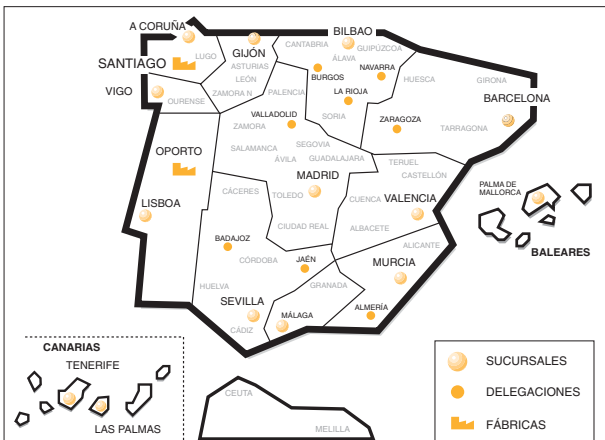 A CORUÑA
BILBAO
LUGO
GIJÓN
CANTABRIA
GUIPÚZCOA
SANTIAGO
ASTURIAS
ÁLAVA
LEÓN
BURGOS
NAVARRA
HUESCA
GIRONA
VIGO
ZAMORA N
PALENCIA
LA RIOJA
BARCELONA
OURENSE
VALLADOLID
SORIA
ZARAGOZA
ZAMORA
TARRAGONA
OPORTO
SALAMANCA
SEGOVIA
ÁVILA
GUADALAJARA
TERUEL
CASTELLÓN
MADRID
CÁCERES
TOLEDO
CUENCA
VALENCIA
PALMA DE
MALLORCA
LISBOA
CIUDAD REAL
ALBACETE
BADAJOZ
ALICANTE
BALEARES
CÓRDOBA
JAÉN
MURCIA
HUELVA
GRANADA
SEVILLA
MÁLAGA
ALMERÍA
CÁDIZ
CANARIAS
TENERIFE
LAS PALMAS
CEUTA
MELILLA
SUCURSALES
DELEGACIONES
FÁBRICAS